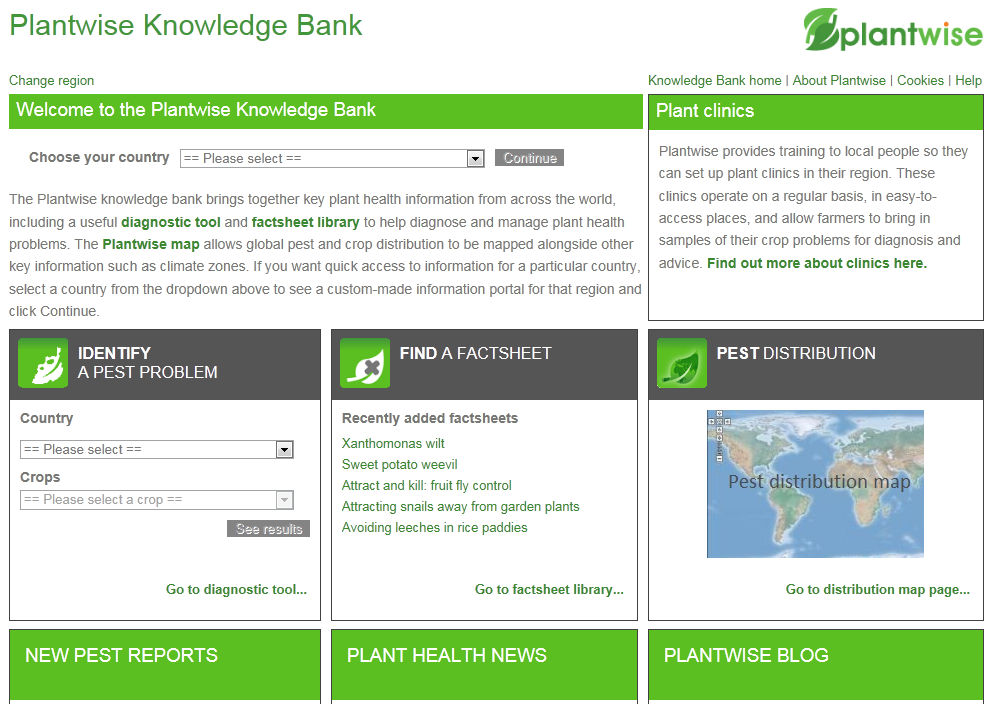 Plantwise Knowledge Bank
plantwise
Change region
Knowledge Bank home | About Plantwise | Cookies | Help
Welcome to the Plantwise Knowledge Bank
Choose your country
== Please select ==
Continue
The Plantwise knowledge bank brings together key plant health information from across the world,
including a useful diagnostic tool and factsheet library to help diagnose and manage plant health
problems. The Plantwise map allows global pest and crop distribution to be mapped alongside other
key information such as climate zones. If you want quick access to information for a particular country,
select a country from the dropdown above to see a custom-made information portal for that region and
click Continue.
Plant clinics
Plantwise provides training to local people so they
can set up plant clinics in their region. These
clinics operate on a regular basis, in easy-to-
access places, and allow farmers to bring in
samples of their crop problems for diagnosis and
advice. Find out more about clinics here.
IDENTIFY
A PEST PROBLEM
Country
== Please select ==
Crops
== Please select a crop ==
See results
Go to diagnostic tool...
FIND A FACTSHEET
Recently added factsheets
Xanthomonas wilt
Sweet potato weevil
Attract and kill: fruit fly control
Attracting snails away from garden plants
Avoiding leeches in rice paddies
Go to factsheet library...
PEST DISTRIBUTION
Pest distribution map
Go to distribution map page...
NEW PEST REPORTS
PLANT HEALTH NEWS
PLANTWISE BLOG